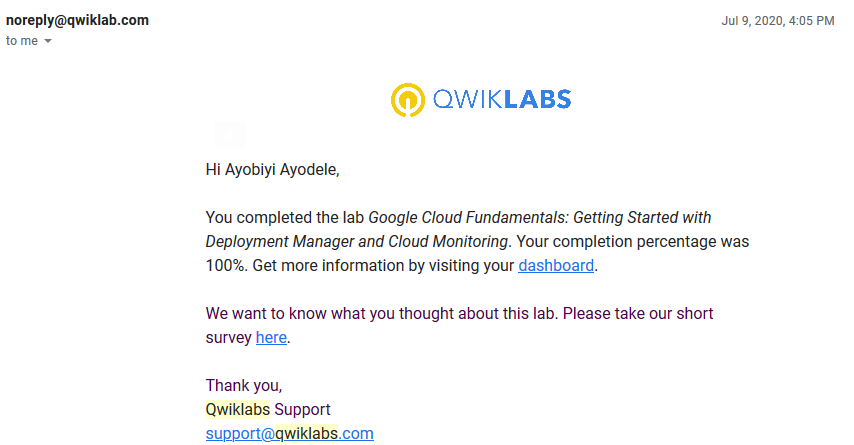 noreply@qwiklab.com
Jul 9, 2020, 4:05 PM
to me
QWIKLABS
Hi Ayobiyi Ayodele,
You completed the lab Google Cloud Fundamentals: Getting Started with
Deployment Manager and Cloud Monitoring. Your completion percentage was
100%. Get more information by visiting your dashboard.
We want to know what you thought about this lab. Please take our short
survey here.
Thank you,
Qwiklabs Support
support@qwiklabs.com